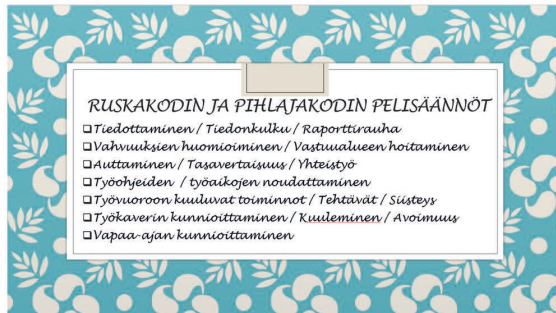 RUSKAKODIN JA PIHLAJAKODIN PELISÄÄNNÖT
Tiedottaminen / Tiedonkulku / Raporttirauha
Vahvuuksien huomioiminen / Vastuualueen hoitaminen
Auttaminen / Tasavertaisuus / Yhteistyö
Työohjeiden / työaikojen noudattaminen
Työvuoroon kuuluvat toiminnot / Tehtävät / Siisteys
Työkaverin kunnioittaminen / Kuuleminen / Avoimuus
Vapaa-ajan kunnioittaminen